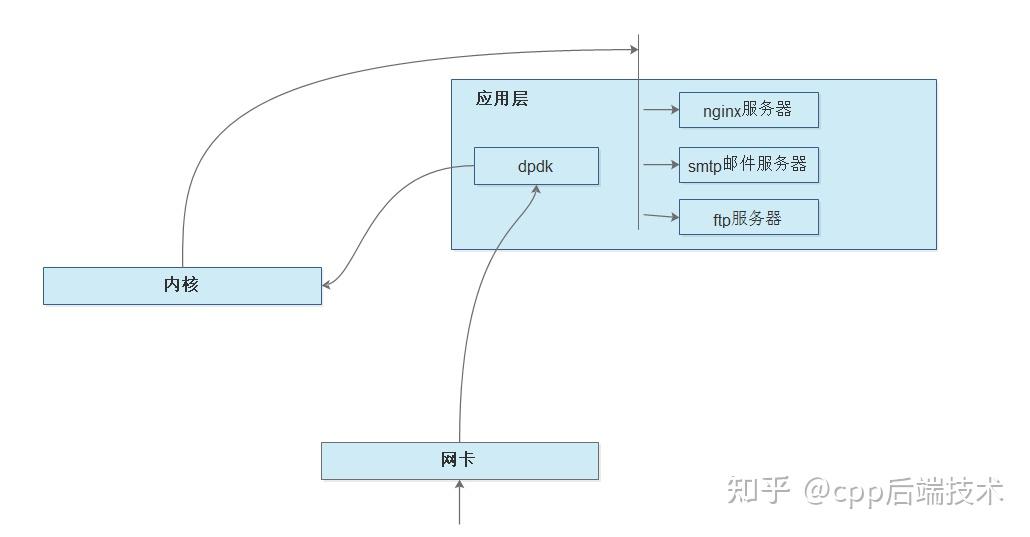 应用层
nginx服务器
dpdk
smtp邮件服务器
ftp服务器
内核
网卡
知乎 @cpp后端技术